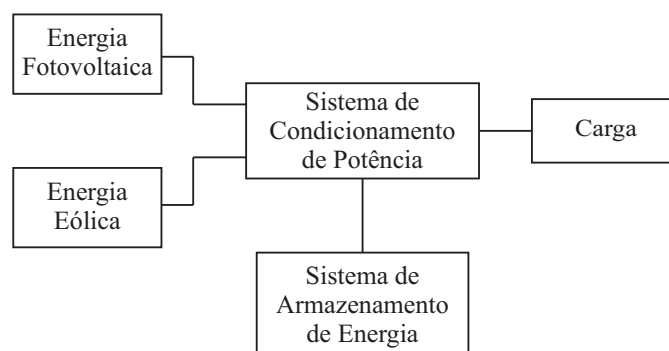 Energia
Fotovoltaica
Sistema de
Condicionamento
de Potência
Carga
Energia
Eólica
Sistema de
Armazenamento
de Energia